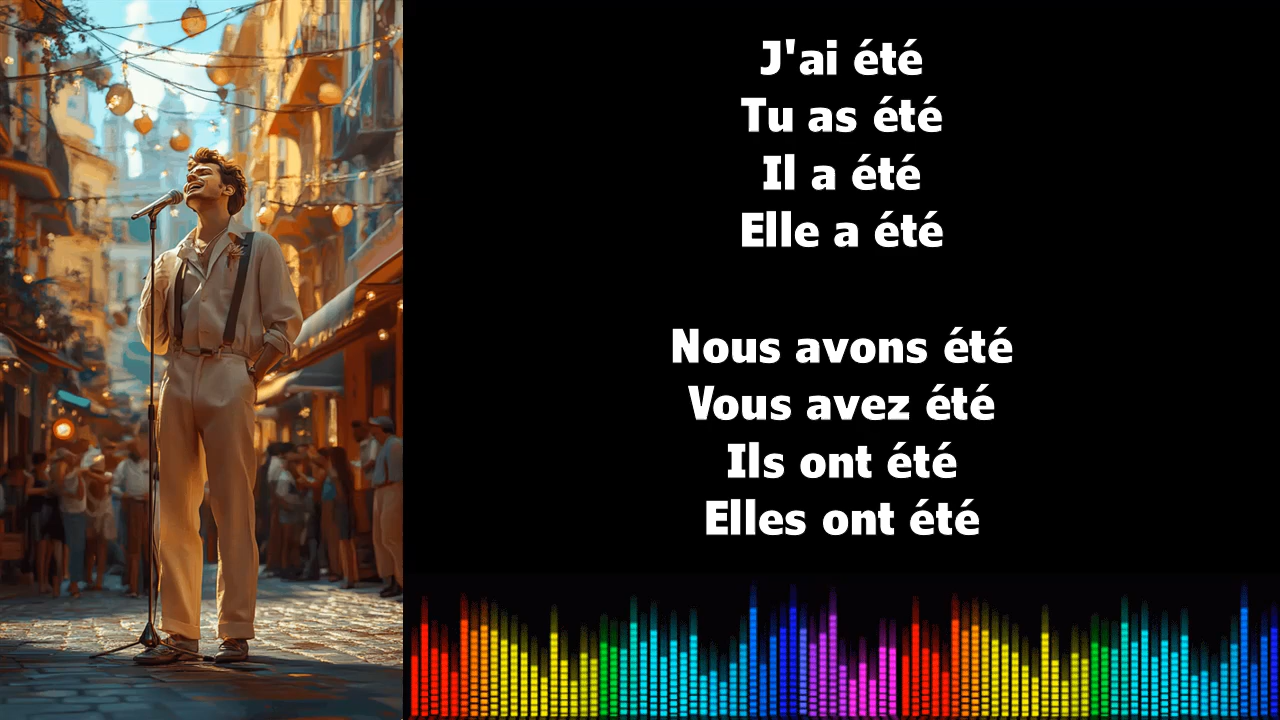 J'ai été
Tu as été
Il a été
Elle a été
Nous avons été
Vous avez été
Ils ont été
Elles ont été